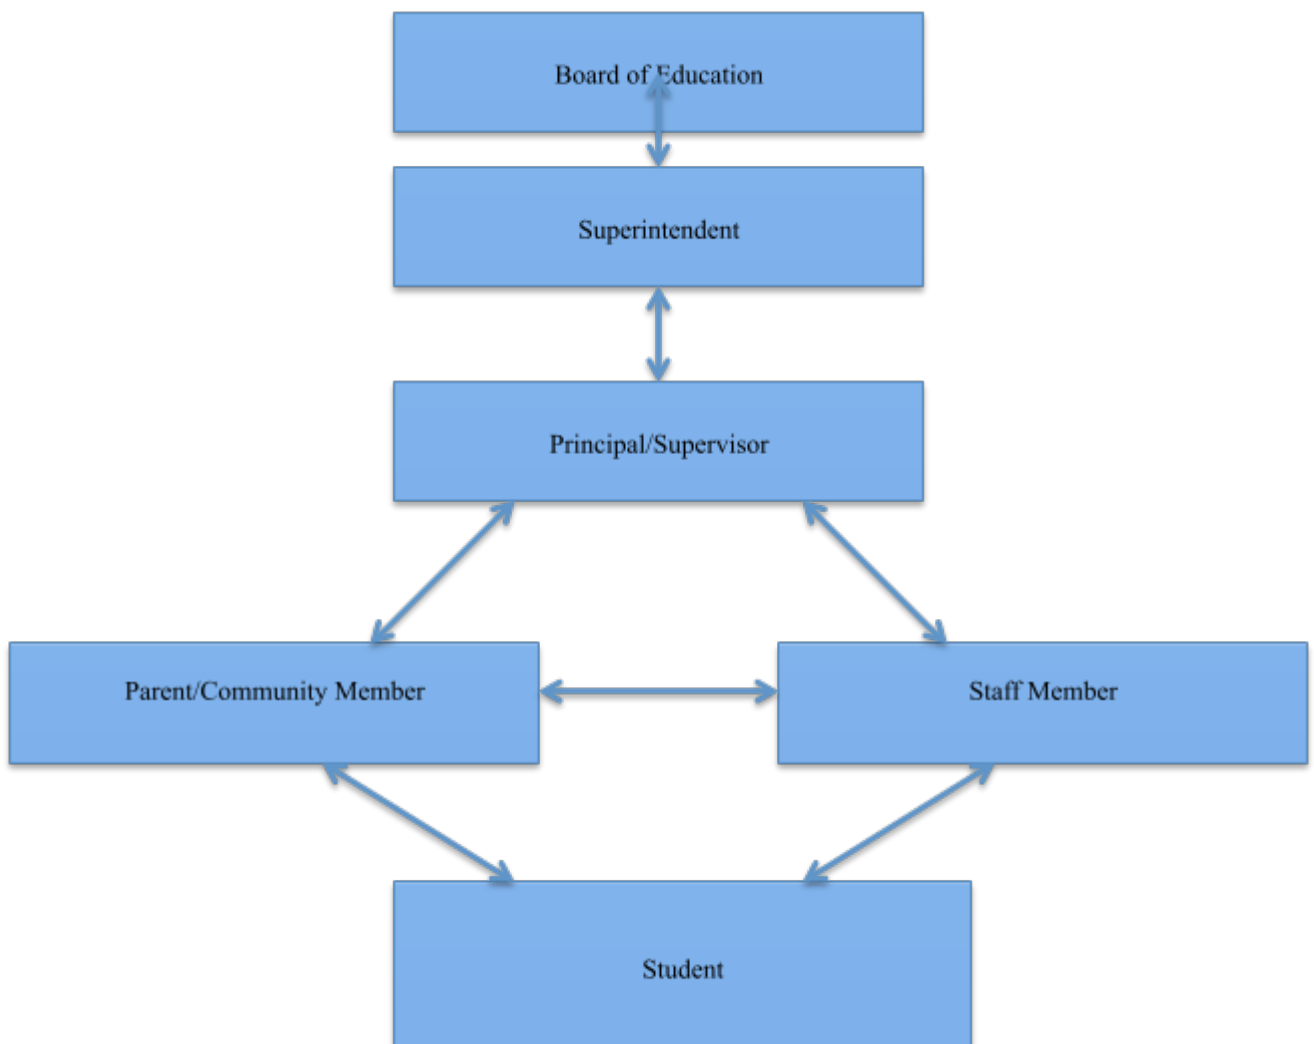 Board of Education
Superintendent
Principal/Supervisor
Parent/Community Member
Staff Member
Student